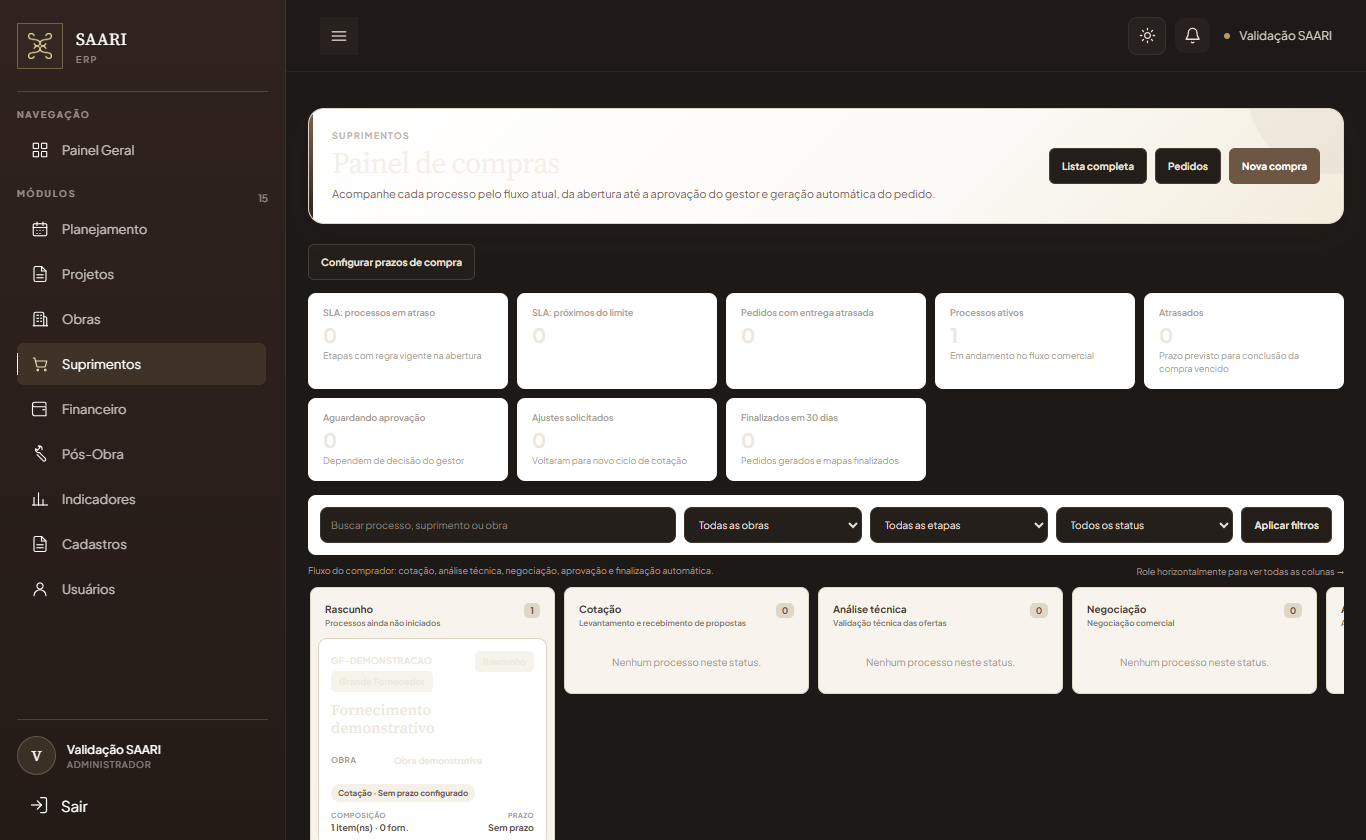 SAARI
ERP
NAVEGAÇÃO
Painel Geral
MÓDULOS
15
Planejamento
Projetos
Obras
Suprimentos
Financeiro
Pós-Obra
Indicadores
Cadastros
Usuários
V
Validação SAARI
ADMINISTRADOR
Sair
Validação SAARI
SUPRIMENTOS
Painel de compras
Acompanhe cada processo pelo fluxo atual, da abertura até a aprovação do gestor e geração automática do pedido.
Lista completa
Pedidos
Nova compra
Configurar prazos de compra
SLA: processos em atraso
0
Etapas com regra vigente na abertura
SLA: próximos do limite
0
Pedidos com entrega atrasada
0
Processos ativos
1
Em andamento no fluxo comercial
Atrasados
0
Prazo previsto para conclusão da
compra vencido
Aguardando aprovação
0
Dependem de decisão do gestor
Ajustes solicitados
0
Voltaram para novo ciclo de cotação
Finalizados em 30 dias
0
Pedidos gerados e mapas finalizados
Buscar processo, suprimento ou obra
Todas as obras
Todas as etapas
Todos os status
Aplicar filtros
Fluxo do comprador: cotação, análise técnica, negociação, aprovação e finalização automática.
Role horizontalmente para ver todas as colunas →
Rascunho
1
Processos ainda não iniciados
GF-DEMONSTRACAO
Rascunho
Grande Fornecedor
Fornecimento
demonstrativo
OBRA
Obra demonstrativa
Cotação · Sem prazo configurado
COMPOSIÇÃO
PRAZO
1 item(ns) · 0 forn.
Sem prazo
Cotação
0
Levantamento e recebimento de propostas
Nenhum processo neste status.
Análise técnica
0
Validação técnica das ofertas
Nenhum processo neste status.
Negociação
0
Negociação comercial
Nenhum processo neste status.